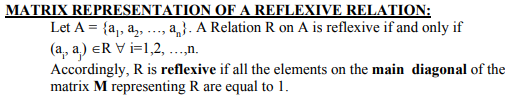 MATRIX REPRESENTATION OF A REFLEXIVE RELATION:
Let A = {a₁, a₂, …, aₙ}. A Relation R on A is reflexive if and only if
(aᵢ, aⱼ) ∈R ∀ i=1,2, …,n.
Accordingly, R is reflexive if all the elements on the main diagonal of the
matrix M representing R are equal to 1.